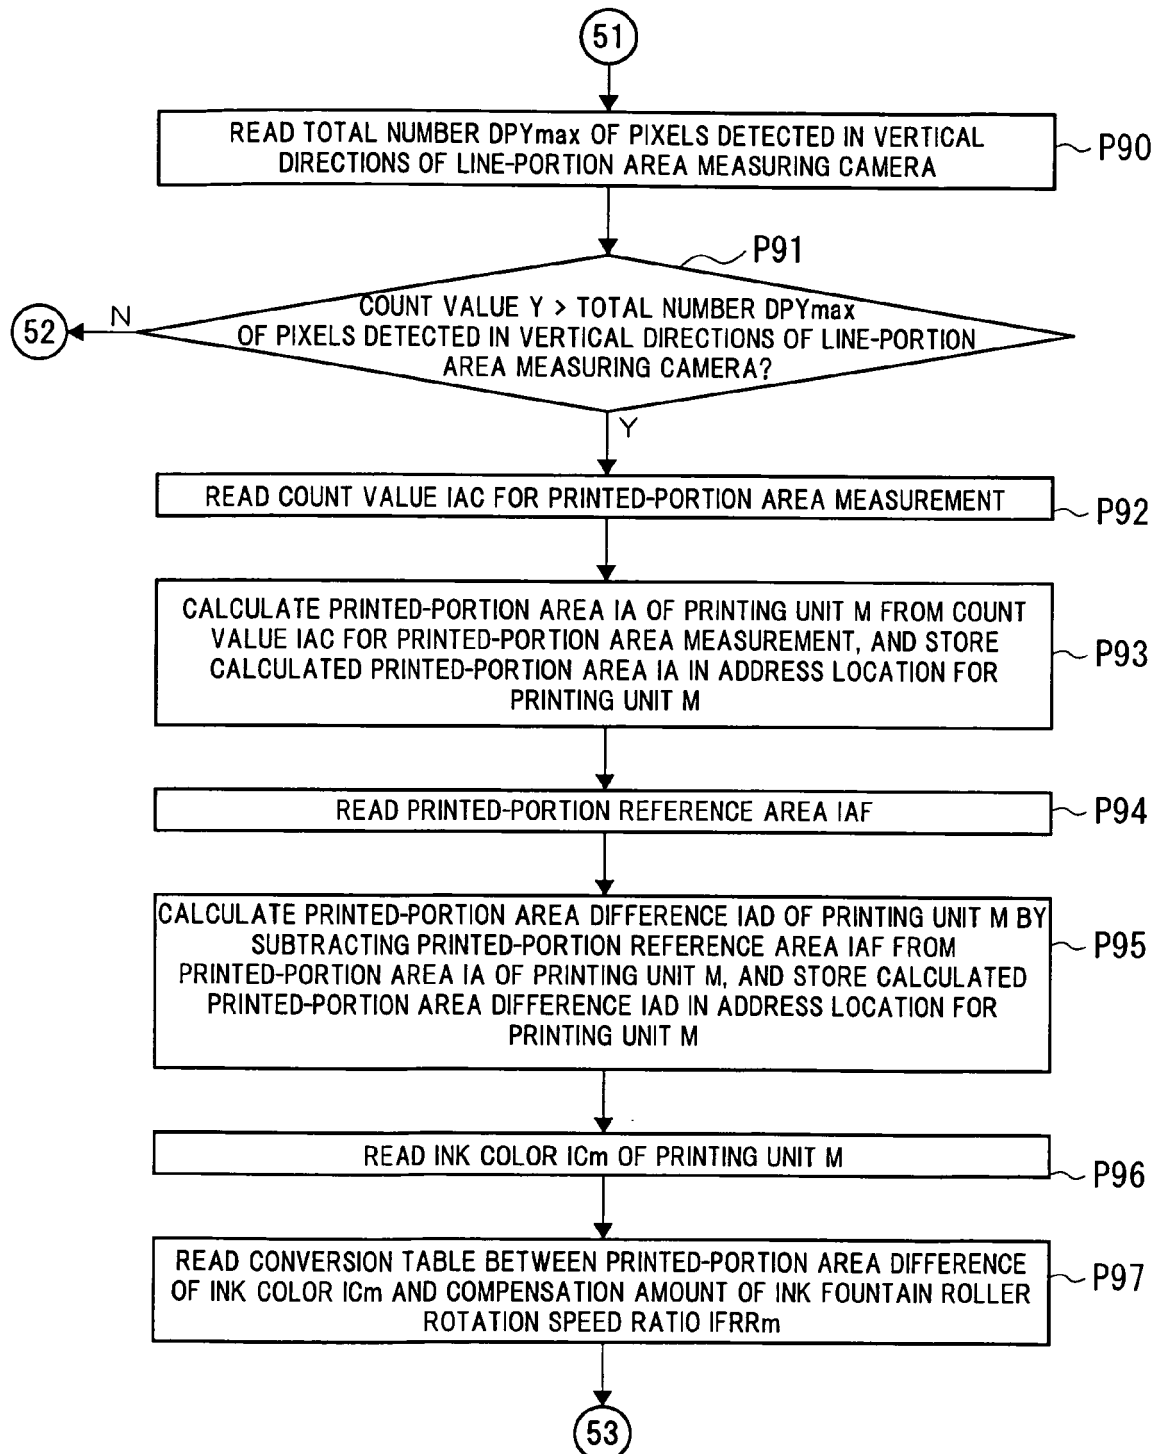 51
READ TOTAL NUMBER DPYmax OF PIXELS DETECTED IN VERTICAL
DIRECTIONS OF LINE-PORTION AREA MEASURING CAMERA
P90
P91
COUNT VALUE Y > TOTAL NUMBER DPYmax
OF PIXELS DETECTED IN VERTICAL DIRECTIONS OF LINE-PORTION
AREA MEASURING CAMERA?
N
52
Y
READ COUNT VALUE IAC FOR PRINTED-PORTION AREA MEASUREMENT
P92
CALCULATE PRINTED-PORTION AREA IA OF PRINTING UNIT M FROM COUNT
VALUE IAC FOR PRINTED-PORTION AREA MEASUREMENT, AND STORE
CALCULATED PRINTED-PORTION AREA IA IN ADDRESS LOCATION FOR
PRINTING UNIT M
P93
READ PRINTED-PORTION REFERENCE AREA IAF
P94
CALCULATE PRINTED-PORTION AREA DIFFERENCE IAD OF PRINTING UNIT M BY
SUBTRACTING PRINTED-PORTION REFERENCE AREA IAF FROM
PRINTED-PORTION AREA IA OF PRINTING UNIT M, AND STORE CALCULATED
PRINTED-PORTION AREA DIFFERENCE IAD IN ADDRESS LOCATION FOR
PRINTING UNIT M
P95
READ INK COLOR ICm OF PRINTING UNIT M
P96
READ CONVERSION TABLE BETWEEN PRINTED-PORTION AREA DIFFERENCE
OF INK COLOR ICm AND COMPENSATION AMOUNT OF INK FOUNTAIN ROLLER
ROTATION SPEED RATIO IFRRm
P97
53